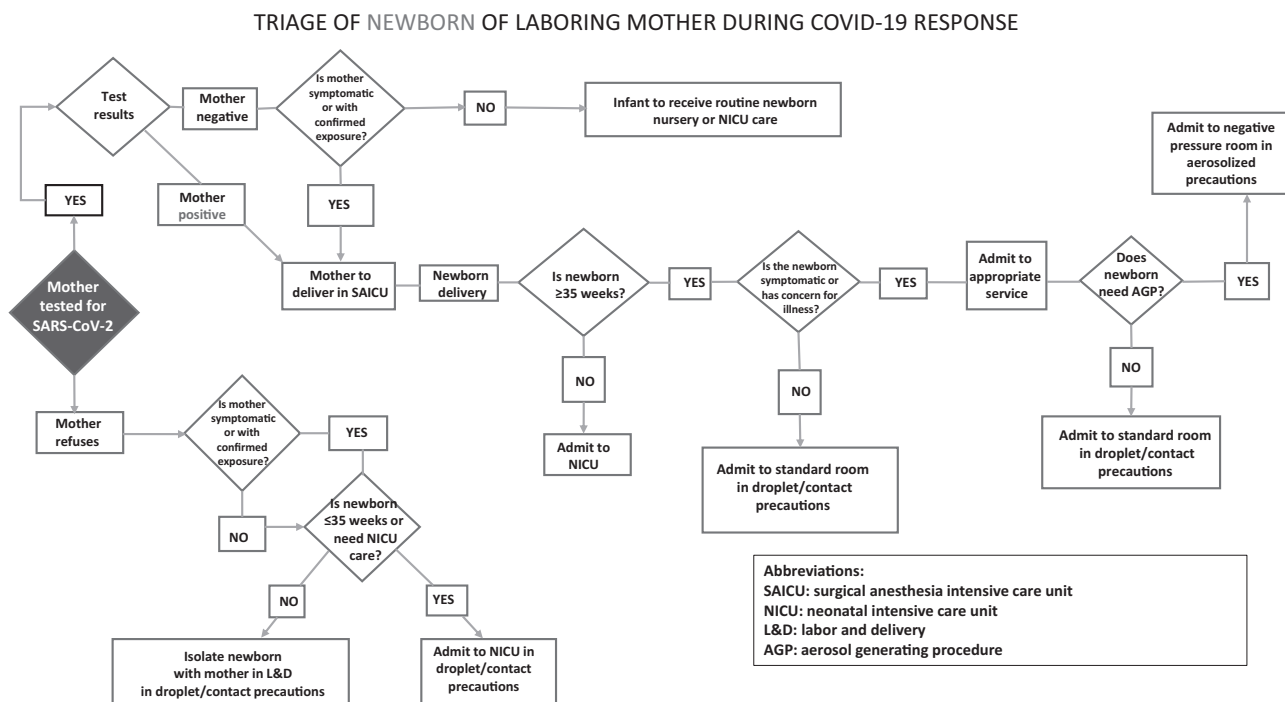 TRIAGE OF NEWBORN OF LABORING MOTHER DURING COVID-19 RESPONSE
Test
results
Mother
negative
Is mother
symptomatic
or with
confirmed
exposure?
NO
Infant to receive routine newborn
nursery or NICU care
Admit to negative
pressure room in
aerosolized
precautions
YES
Mother
positive
YES
Mother
tested for
SARS-CoV-2
Mother to
deliver in SAICU
Newborn
delivery
Is newborn
≥35 weeks?
YES
Is the newborn
symptomatic or
has concern for
illness?
YES
Admit to
appropriate
service
Does
newborn
need AGP?
YES
NO
NO
NO
Admit to
NICU
Admit to standard room
in droplet/contact
precautions
Admit to standard room
in droplet/contact
precautions
Mother
refuses
Is mother
symptomatic
or with
confirmed
exposure?
YES
NO
Is newborn
≤35 weeks or
need NICU
care?
NO
YES
Isolate newborn
with mother in L&D
in droplet/contact precautions
Admit to NICU in
droplet/contact
precautions
Abbreviations:
SAICU: surgical anesthesia intensive care unit
NICU: neonatal intensive care unit
L&D: labor and delivery
AGP: aerosol generating procedure